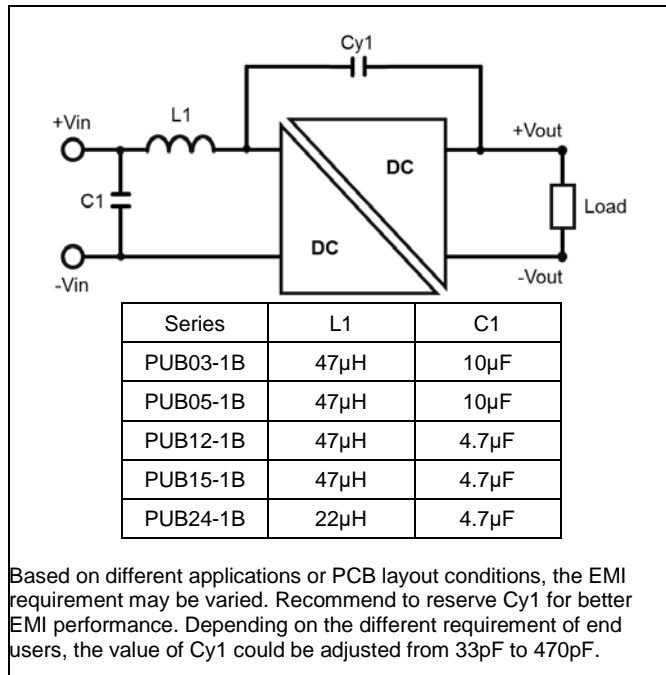 Cy1
+Vin
L1
+Vout
DC
C1
Load
DC
-Vin
-Vout
Series L1 C1
PUB03-1B 47µH 10µF
PUB05-1B 47µH 10µF
PUB12-1B 47µH 4.7µF
PUB15-1B 47µH 4.7µF
PUB24-1B 22µH 4.7µF
Based on different applications or PCB layout conditions, the EMI
requirement may be varied. Recommend to reserve Cy1 for better
EMI performance. Depending on the different requirement of end
users, the value of Cy1 could be adjusted from 33pF to 470pF.